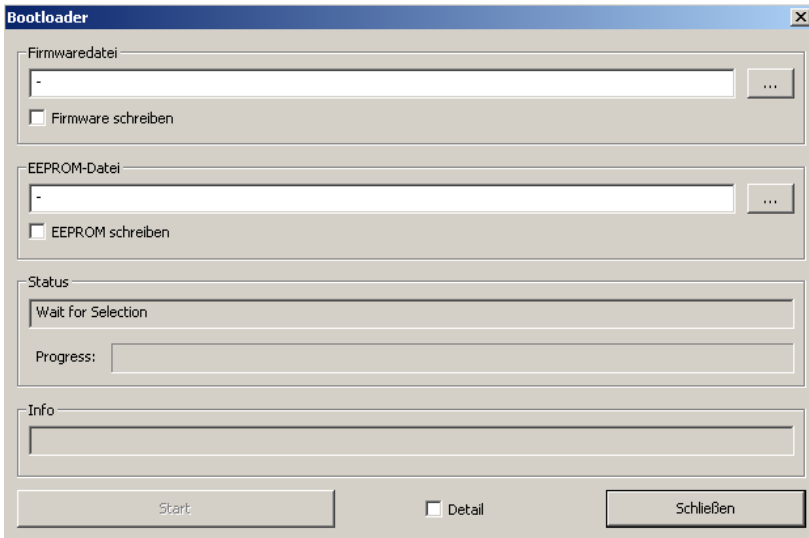 Bootloader
Firmwaredatei
-
...
Firmware schreiben
EEPROM-Datei
-
...
EEPROM schreiben
Status
Wait for Selection
Progress:
Info
Start
Detail
Schließen